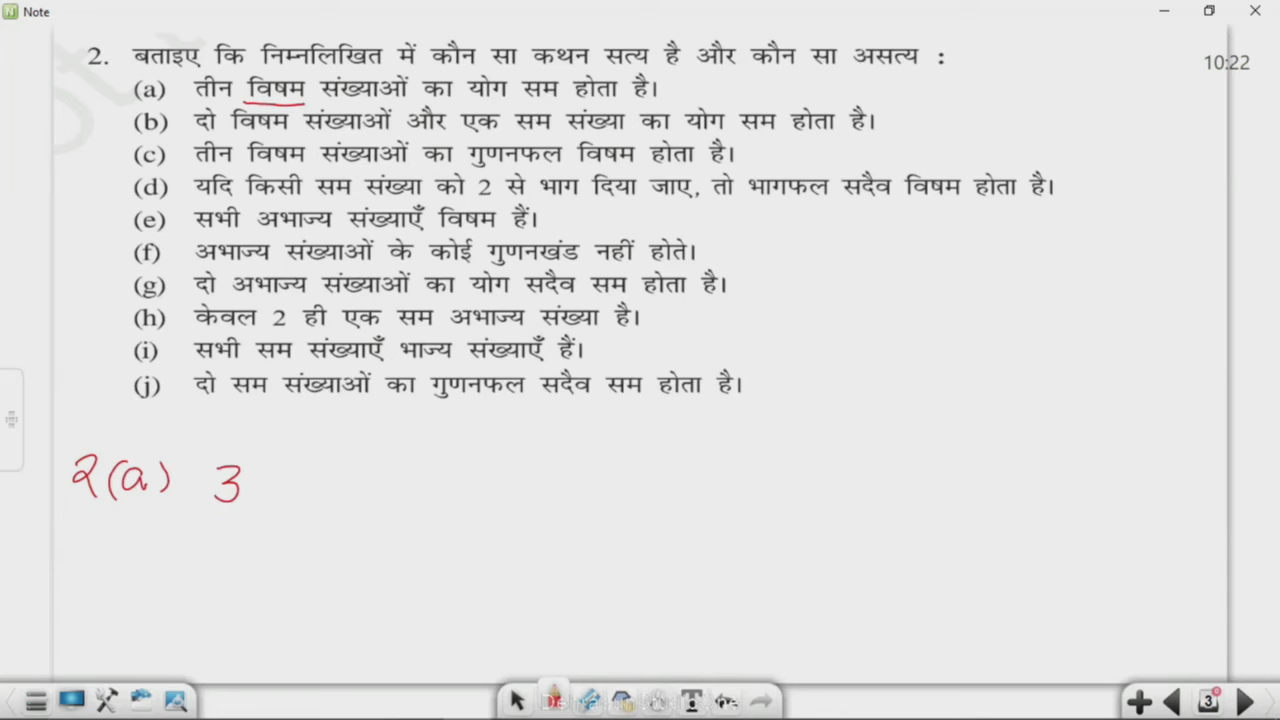 Note
2. बताइए कि निम्नलिखित में कौन सा कथन सत्य है और कौन सा असत्य :
10:22
(a) तीन विषम संख्याओं का योग सम होता है।
(b) दो विषम संख्याओं और एक सम संख्या का योग सम होता है।
(c) तीन विषम संख्याओं का गुणनफल विषम होता है।
(d) यदि किसी सम संख्या को 2 से भाग दिया जाए, तो भागफल सदैव विषम होता है।
(e) सभी अभाज्य संख्याएँ विषम हैं।
(f) अभाज्य संख्याओं के कोई गुणनखंड नहीं होते।
(g) दो अभाज्य संख्याओं का योग सदैव सम होता है।
(h) केवल 2 ही एक सम अभाज्य संख्या है।
(i) सभी सम संख्याएँ भाज्य संख्याएँ हैं।
(j) दो सम संख्याओं का गुणनफल सदैव सम होता है।
2(a) 3
3